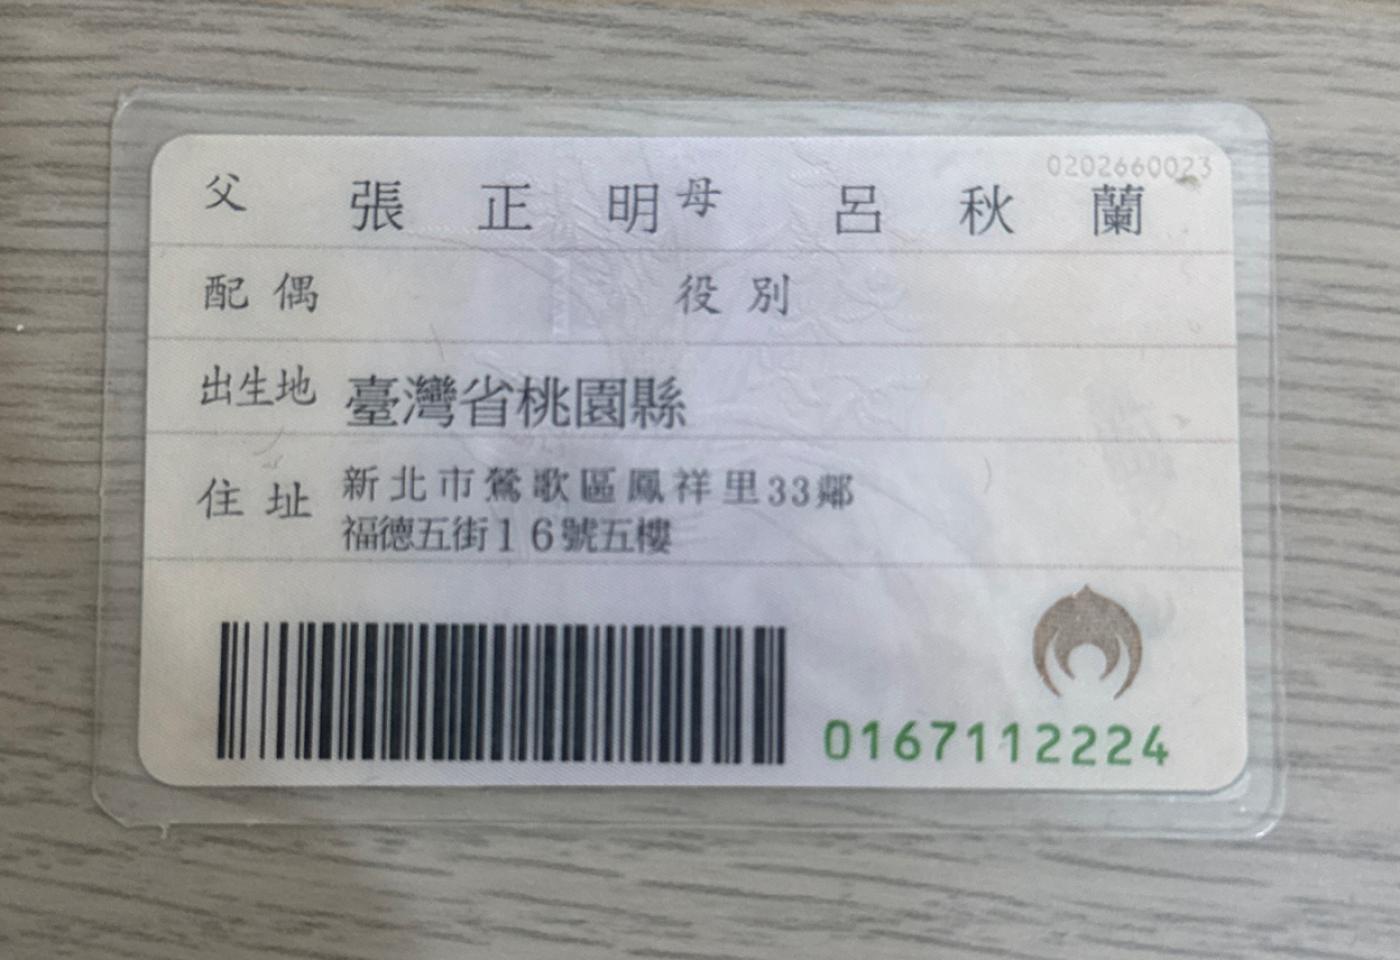 0202660023
父 張正明 母 呂秋蘭
配偶 役別
出生地 臺灣省桃園縣
住址 新北市鶯歌區鳳祥里33鄰
福德五街16號五樓
0167112224